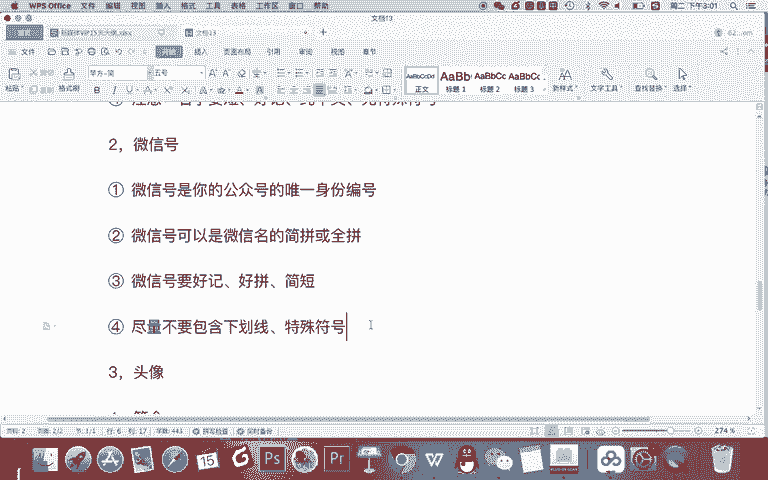 WPS Office 文件 编辑 视图 插入 格式 工具 表格 工作区 窗口 帮助
周二 下午3:01
文档13
文档13
文件 插入 页面布局 引用 审阅 视图 章节
粘贴 格式刷 五号 正文 标题 1 标题 2 标题 3 新样式 文字工具 查找替换 选择
2，微信号
① 微信号是你的公众号的唯一身份编号
② 微信号可以是微信名的简拼或全拼
③ 微信号要好记、好拼、简短
④ 尽量不要包含下划线、特殊符号
3，头像
274 %